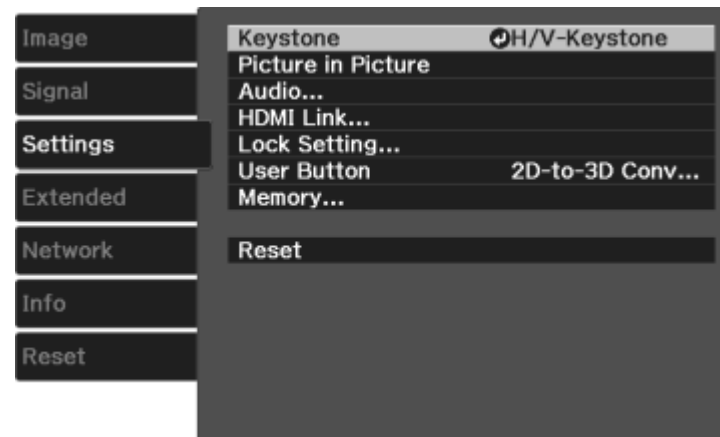 Image
Signal
Settings
Extended
Network
Info
Reset
Keystone H/V-Keystone
Picture in Picture
Audio...
HDMI Link...
Lock Setting...
User Button 2D-to-3D Conv...
Memory...
Reset